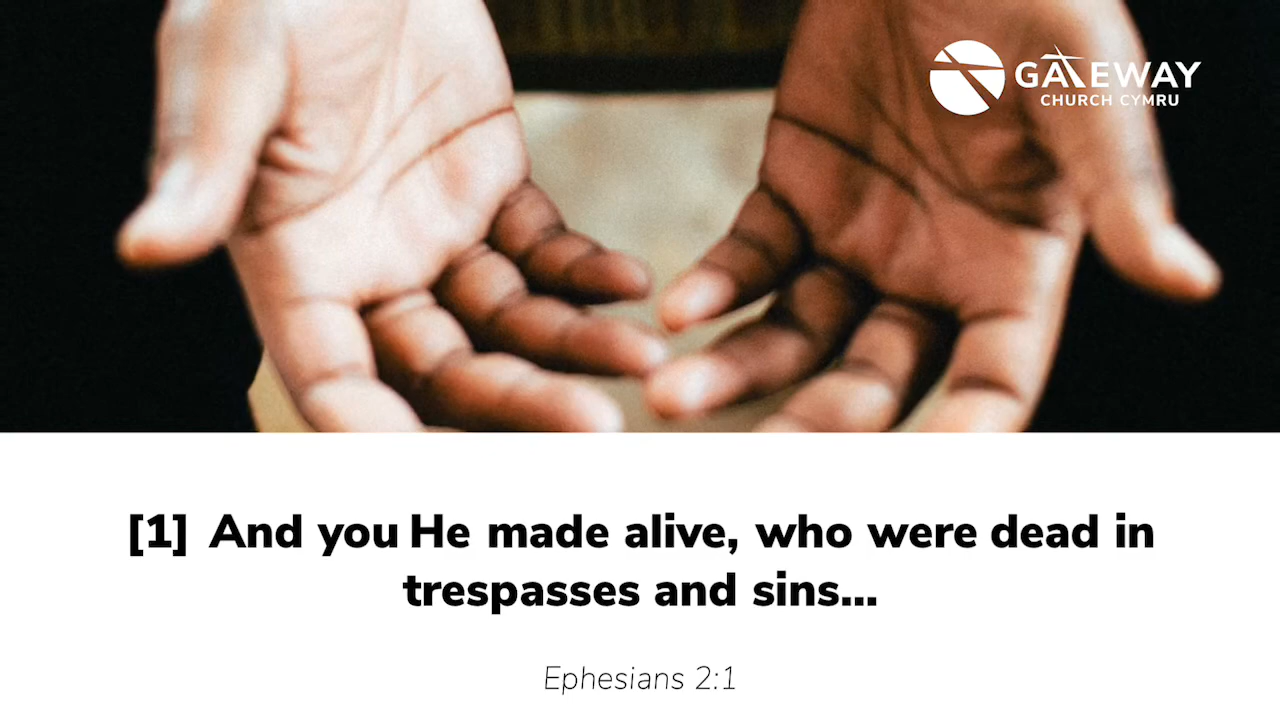 GATEWAY
CHURCH CYMRU
[1] And you He made alive, who were dead in
trespasses and sins...
Ephesians 2:1